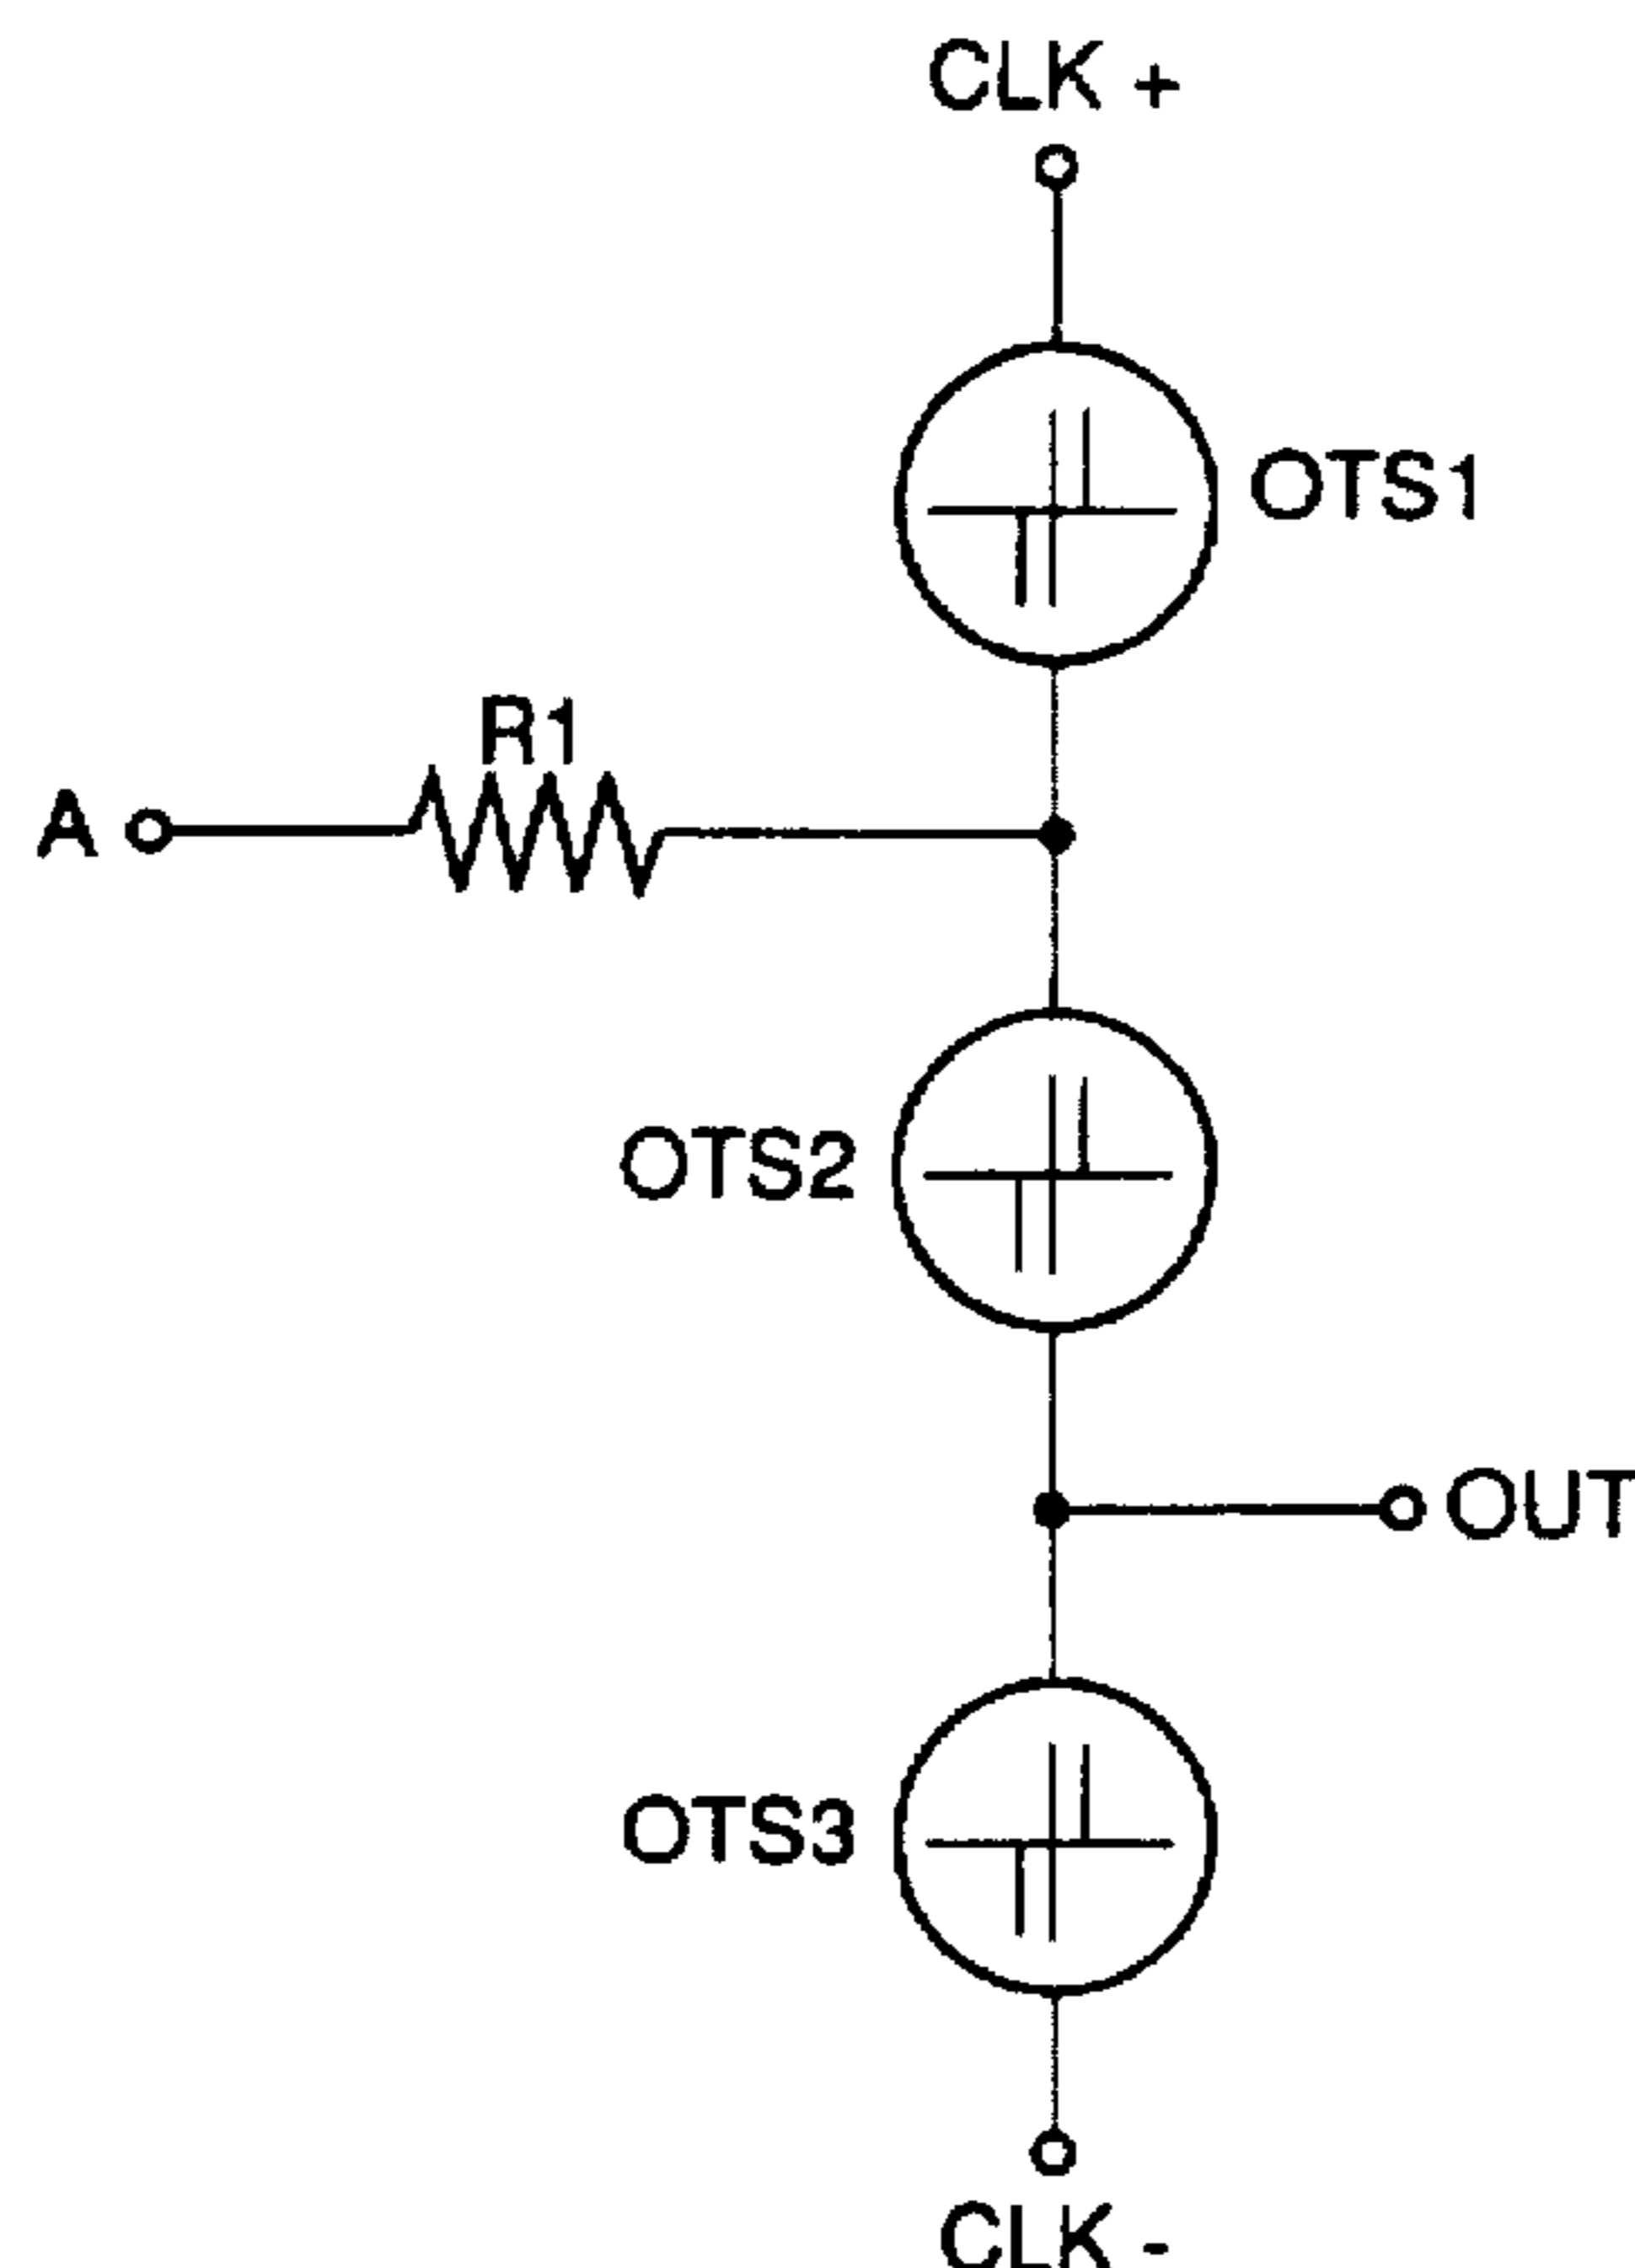 CLK +
OTS1
R1
A
OTS2
OUT
OTS3
CLK -